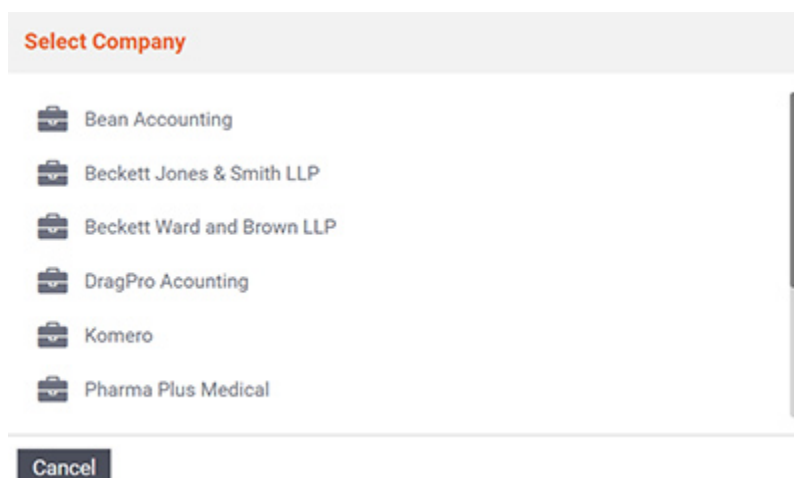 Select Company
Bean Accounting
Beckett Jones & Smith LLP
Beckett Ward and Brown LLP
DragPro Acounting
Komero
Pharma Plus Medical
Cancel